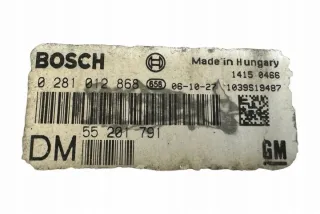 BOSCH
Made in Hungary
1415 0466
0 281 012 868 656 06-10-27 1039S19487
55 201 791
DM
GM